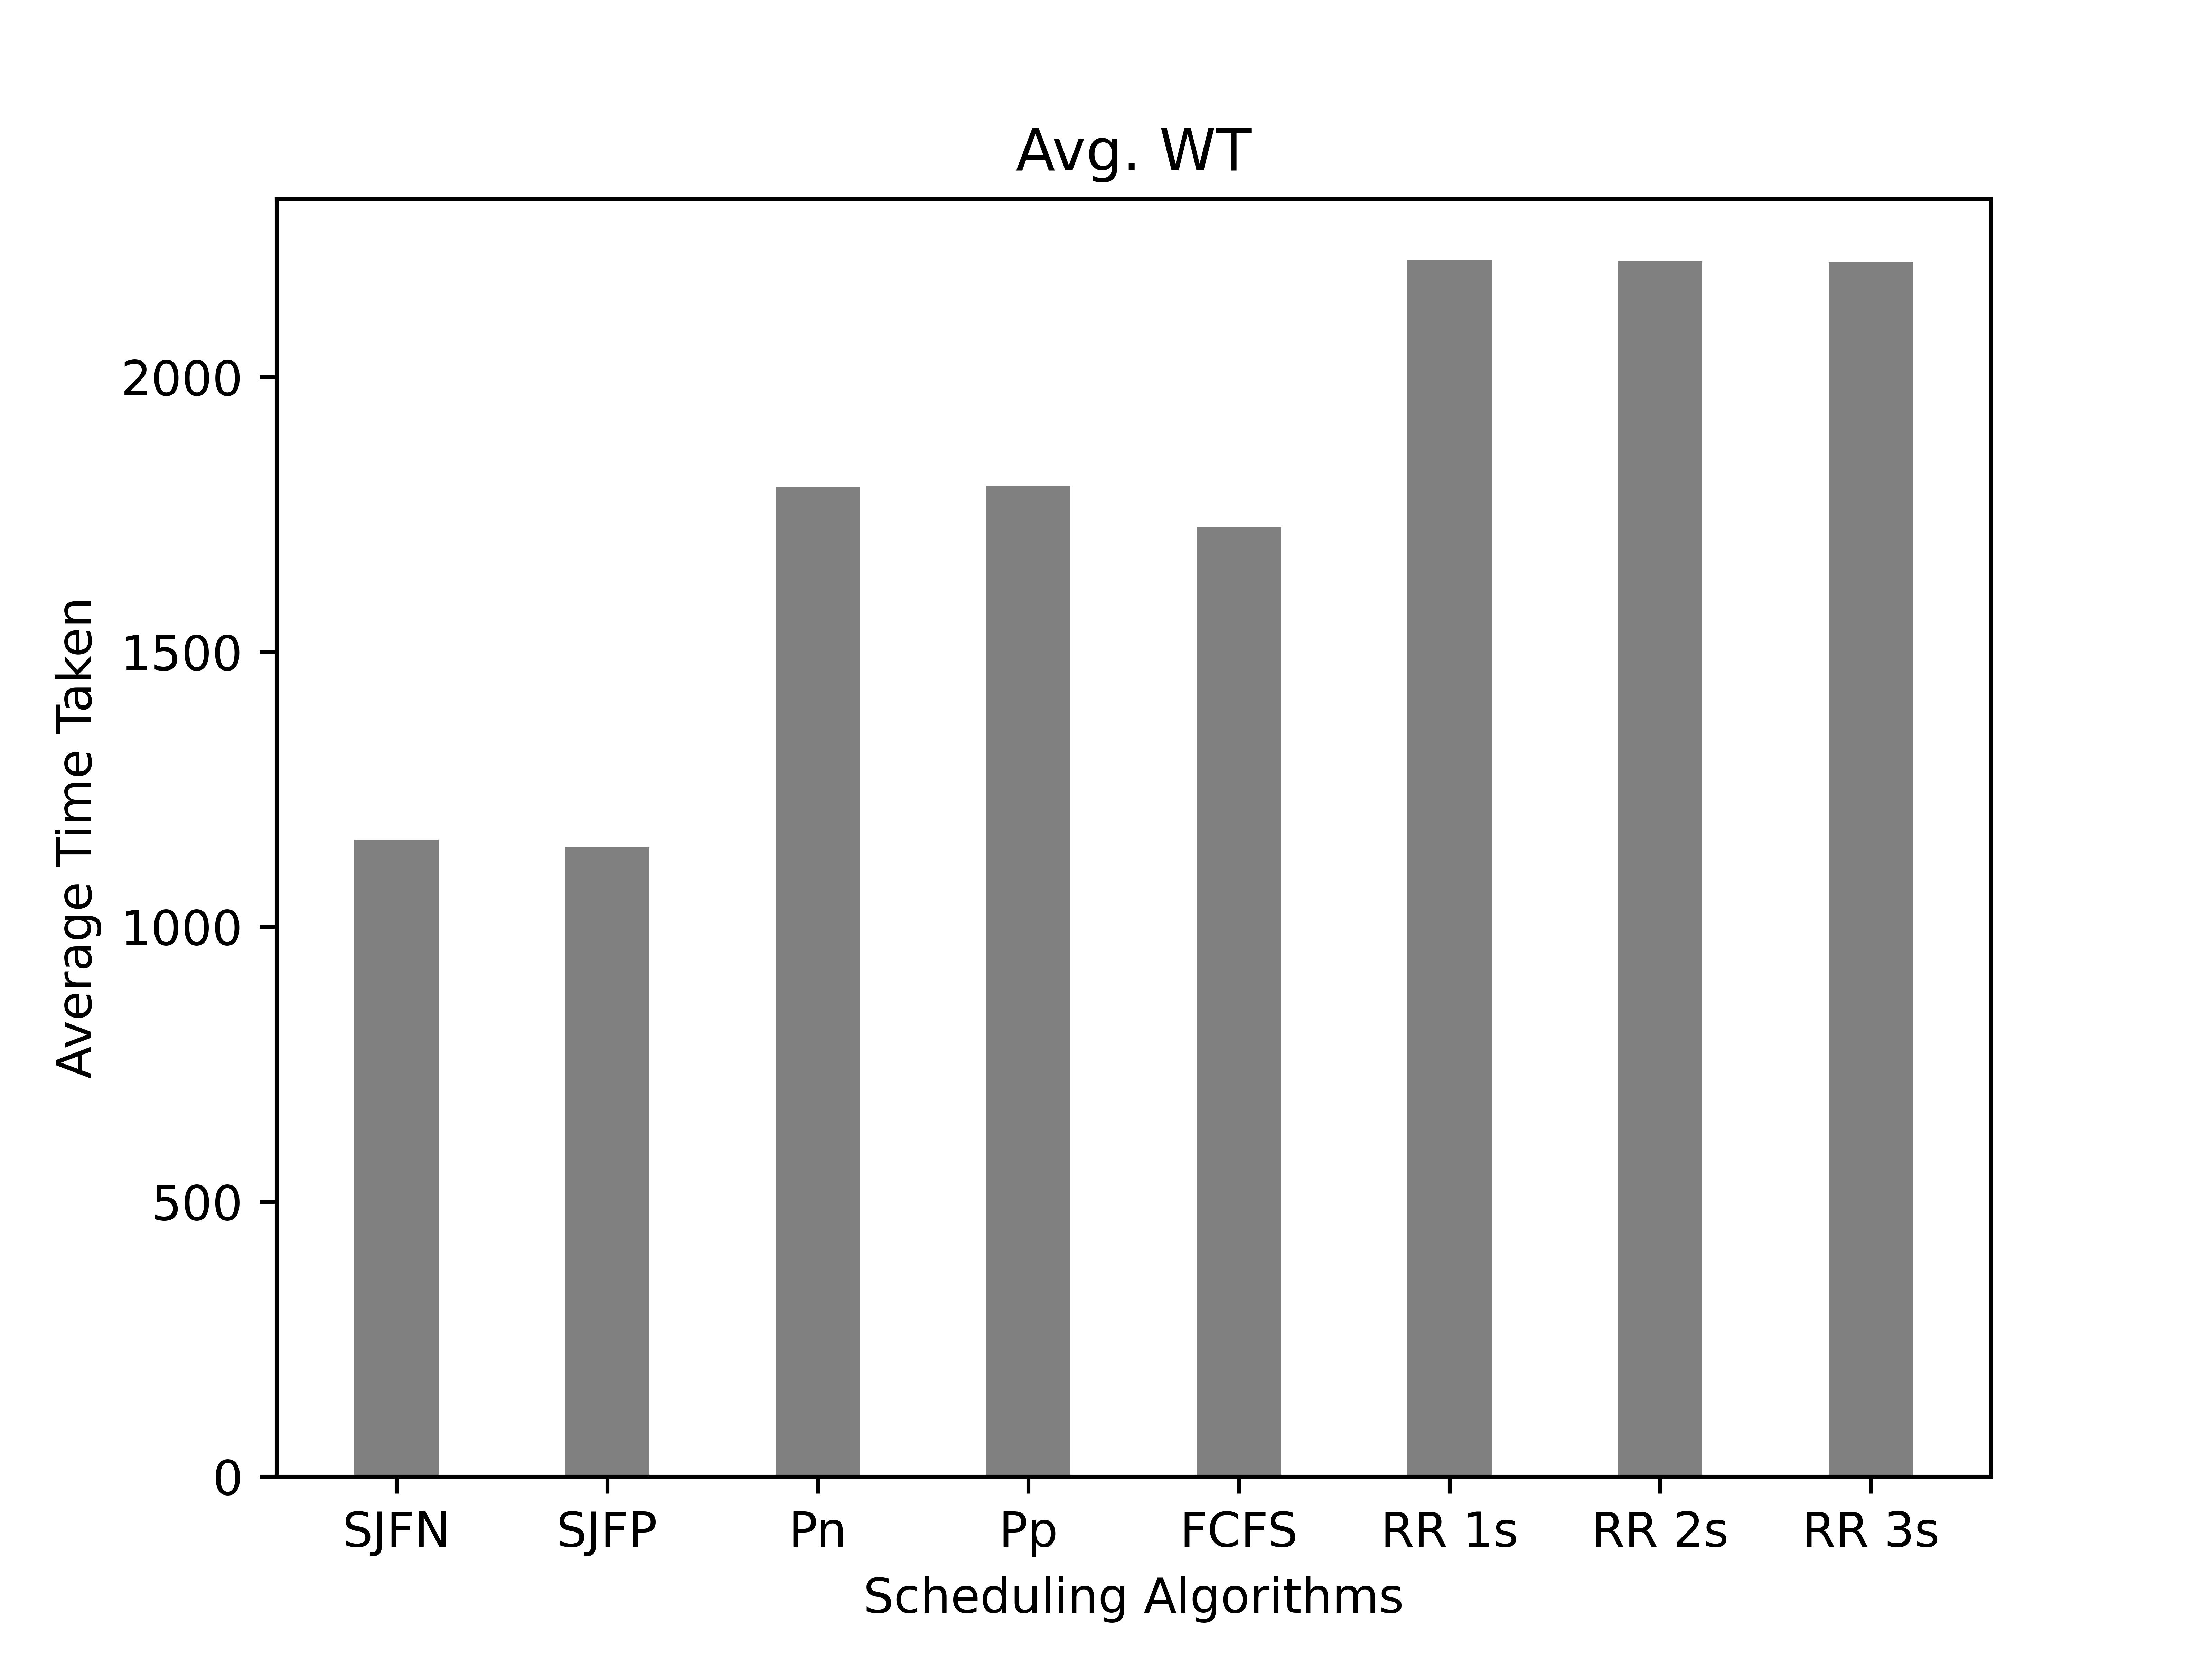 Avg. WT
Average Time Taken
2000
1500
1000
500
0
SJFN SJFP Pn Pp FCFS RR 1s RR 2s RR 3s
Scheduling Algorithms